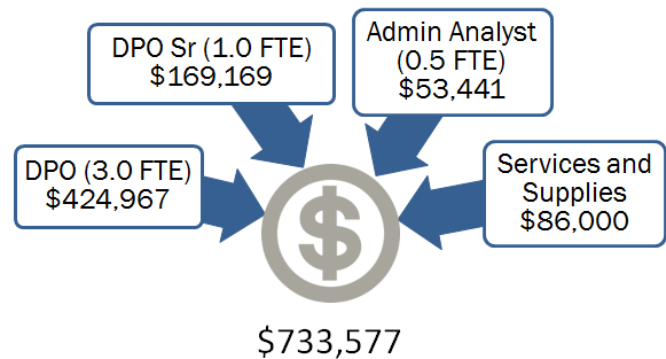 DPO Sr (1.0 FTE)
$169,169
Admin Analyst
(0.5 FTE)
$53,441
DPO (3.0 FTE)
$424,967
Services and
Supplies
$86,000
$
$733,577